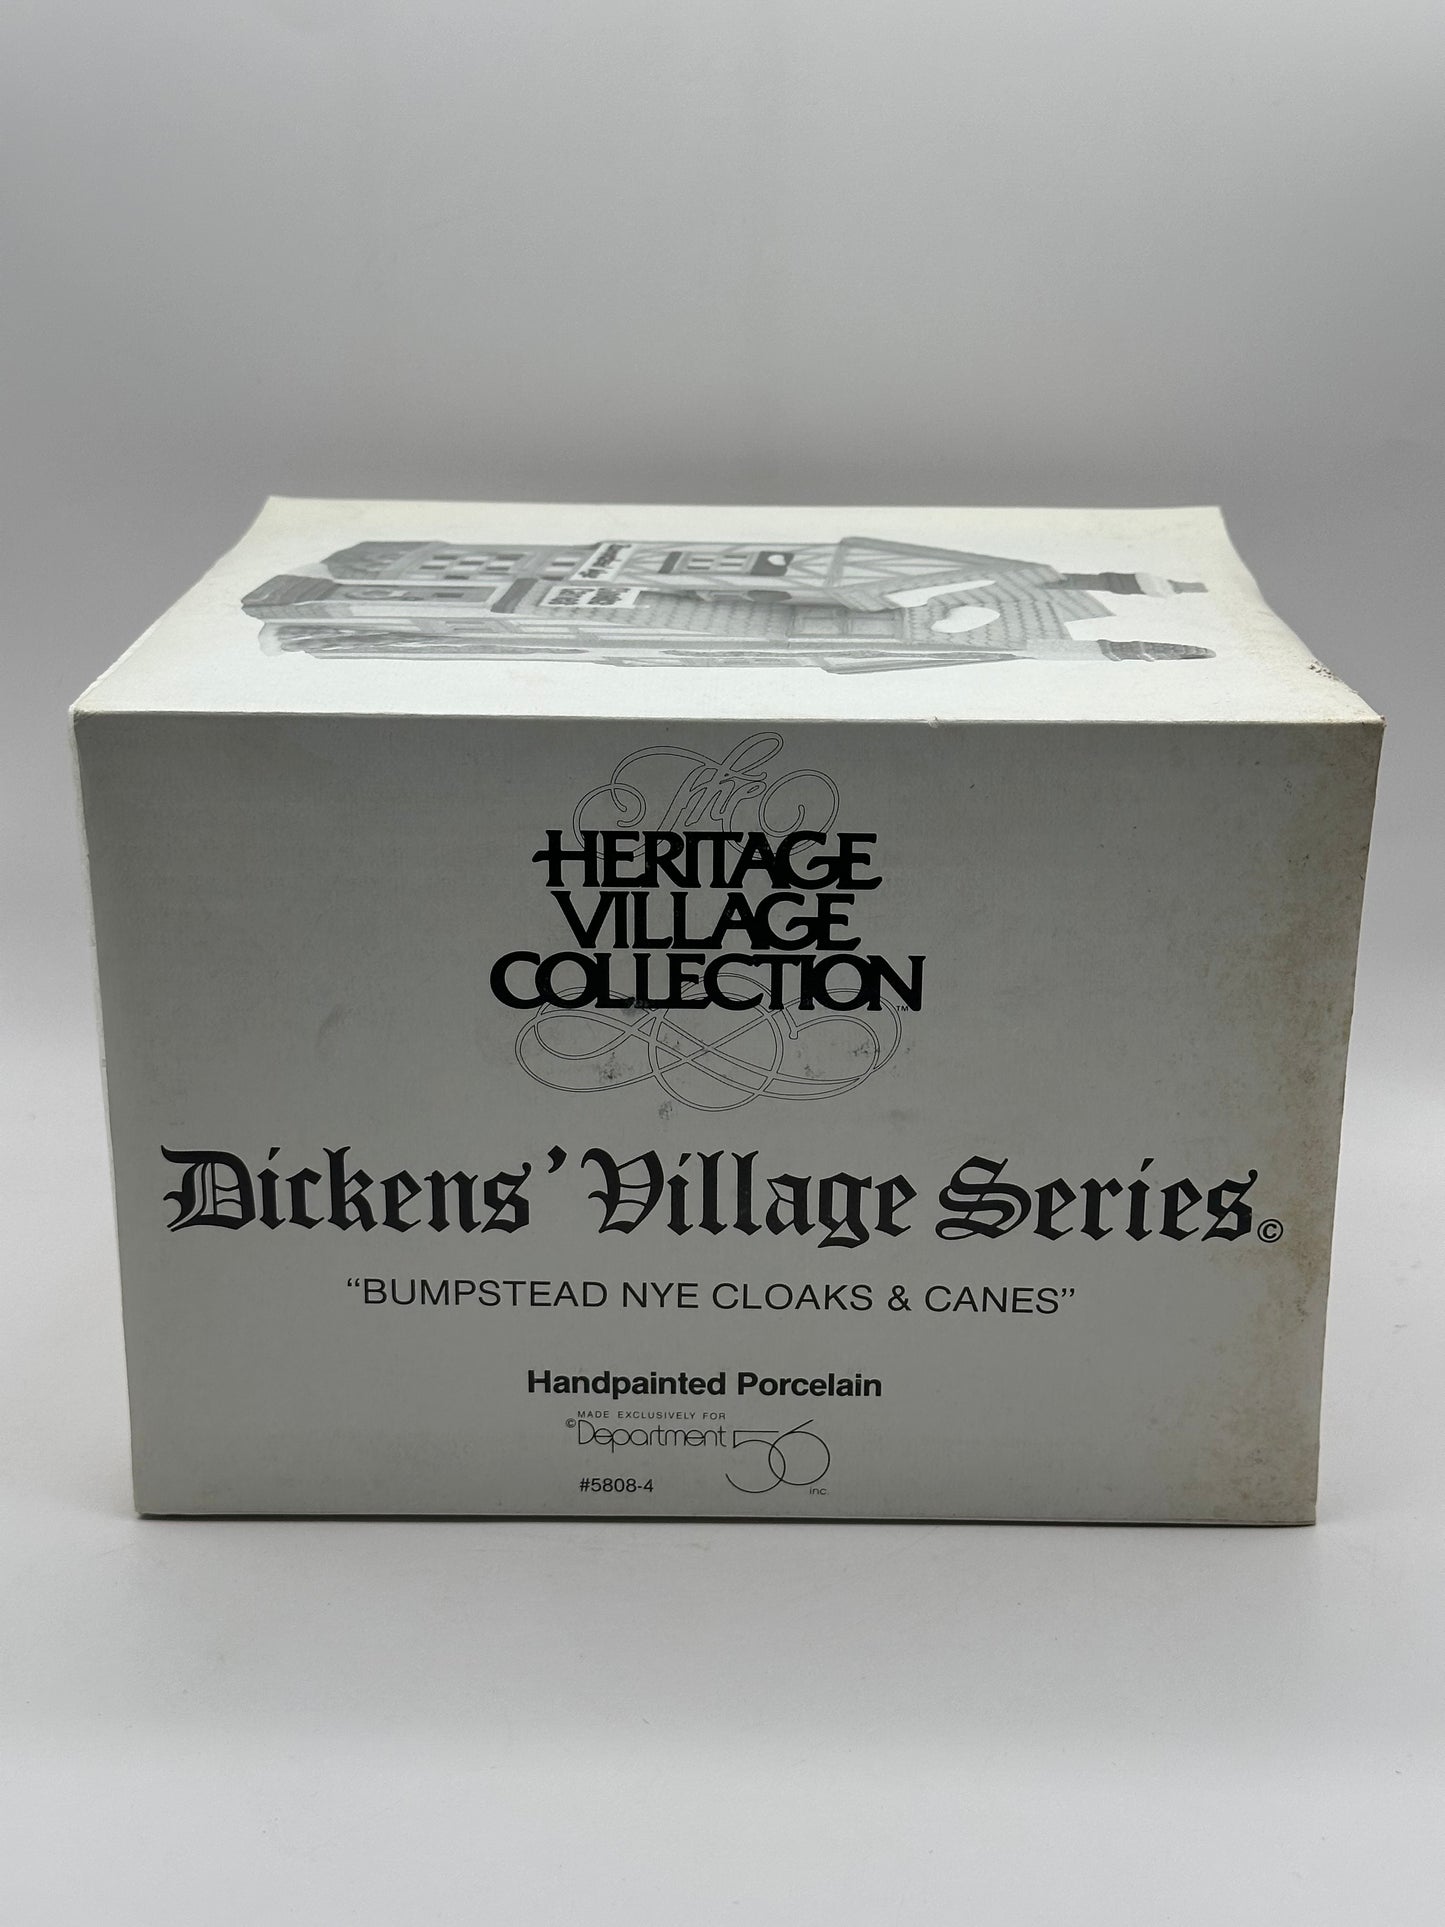 The
HERITAGE
VILLAGE
COLLECTION™
Dickens' Village Series©
“BUMPSTEAD NYE CLOAKS & CANES”
Handpainted Porcelain
MADE EXCLUSIVELY FOR
©Department 56 inc.
#5808-4